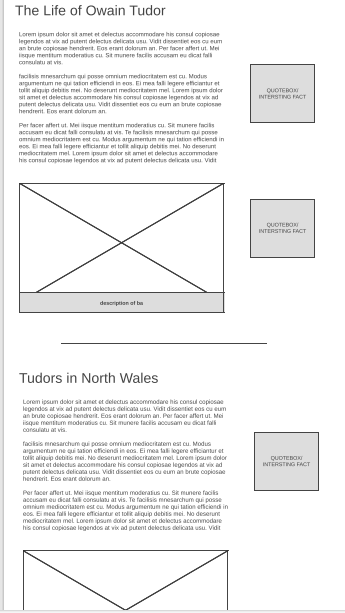 The Life of Owain Tudor
Lorem ipsum dolor sit amet et delectus accommodare his consul copiosae
legendos at vix ad putent delectus delicata usu. Vidit dissentiet eos cu eum
an brute copiosae hendrerit. Eos erant dolorum an. Per facer affert ut. Mei
iisque mentitum moderatius cu. Sit munere facilis accusam eu dicat falli
consulatu at vis.
facilisis mnesarchum qui posse omnium mediocritatem est cu. Modus
argumentum ne qui tation efficiendi in eos. Ei mea falli legere efficiantur et
tollit aliquip debitis mei. No deserunt mediocritatem mel. Lorem ipsum dolor
sit amet et delectus accommodare his consul copiosae legendos at vix ad
putent delectus delicata usu. Vidit dissentiet eos cu eum an brute copiosae
hendrerit. Eos erant dolorum an.
Per facer affert ut. Mei iisque mentitum moderatius cu. Sit munere facilis
accusam eu dicat falli consulatu at vis. Te facilisis mnesarchum qui posse
omnium mediocritatem est cu. Modus argumentum ne qui tation efficiendi in
eos. Ei mea falli legere efficiantur et tollit aliquip debitis mei. No deserunt
mediocritatem mel. Lorem ipsum dolor sit amet et delectus accommodare
his consul copiosae legendos at vix ad putent delectus delicata usu. Vidit
QUOTEBOX/
INTERSTING FACT
QUOTEBOX/
INTERSTING FACT
description of ba
Tudors in North Wales
Lorem ipsum dolor sit amet et delectus accommodare his consul copiosae
legendos at vix ad putent delectus delicata usu. Vidit dissentiet eos cu eum
an brute copiosae hendrerit. Eos erant dolorum an. Per facer affert ut. Mei
iisque mentitum moderatius cu. Sit munere facilis accusam eu dicat falli
consulatu at vis.
facilisis mnesarchum qui posse omnium mediocritatem est cu. Modus
argumentum ne qui tation efficiendi in eos. Ei mea falli legere efficiantur et
tollit aliquip debitis mei. No deserunt mediocritatem mel. Lorem ipsum dolor
sit amet et delectus accommodare his consul copiosae legendos at vix ad
putent delectus delicata usu. Vidit dissentiet eos cu eum an brute copiosae
hendrerit. Eos erant dolorum an.
Per facer affert ut. Mei iisque mentitum moderatius cu. Sit munere facilis
accusam eu dicat falli consulatu at vis. Te facilisis mnesarchum qui posse
omnium mediocritatem est cu. Modus argumentum ne qui tation efficiendi in
eos. Ei mea falli legere efficiantur et tollit aliquip debitis mei. No deserunt
mediocritatem mel. Lorem ipsum dolor sit amet et delectus accommodare
his consul copiosae legendos at vix ad putent delectus delicata usu. Vidit
QUOTEBOX/
INTERSTING FACT